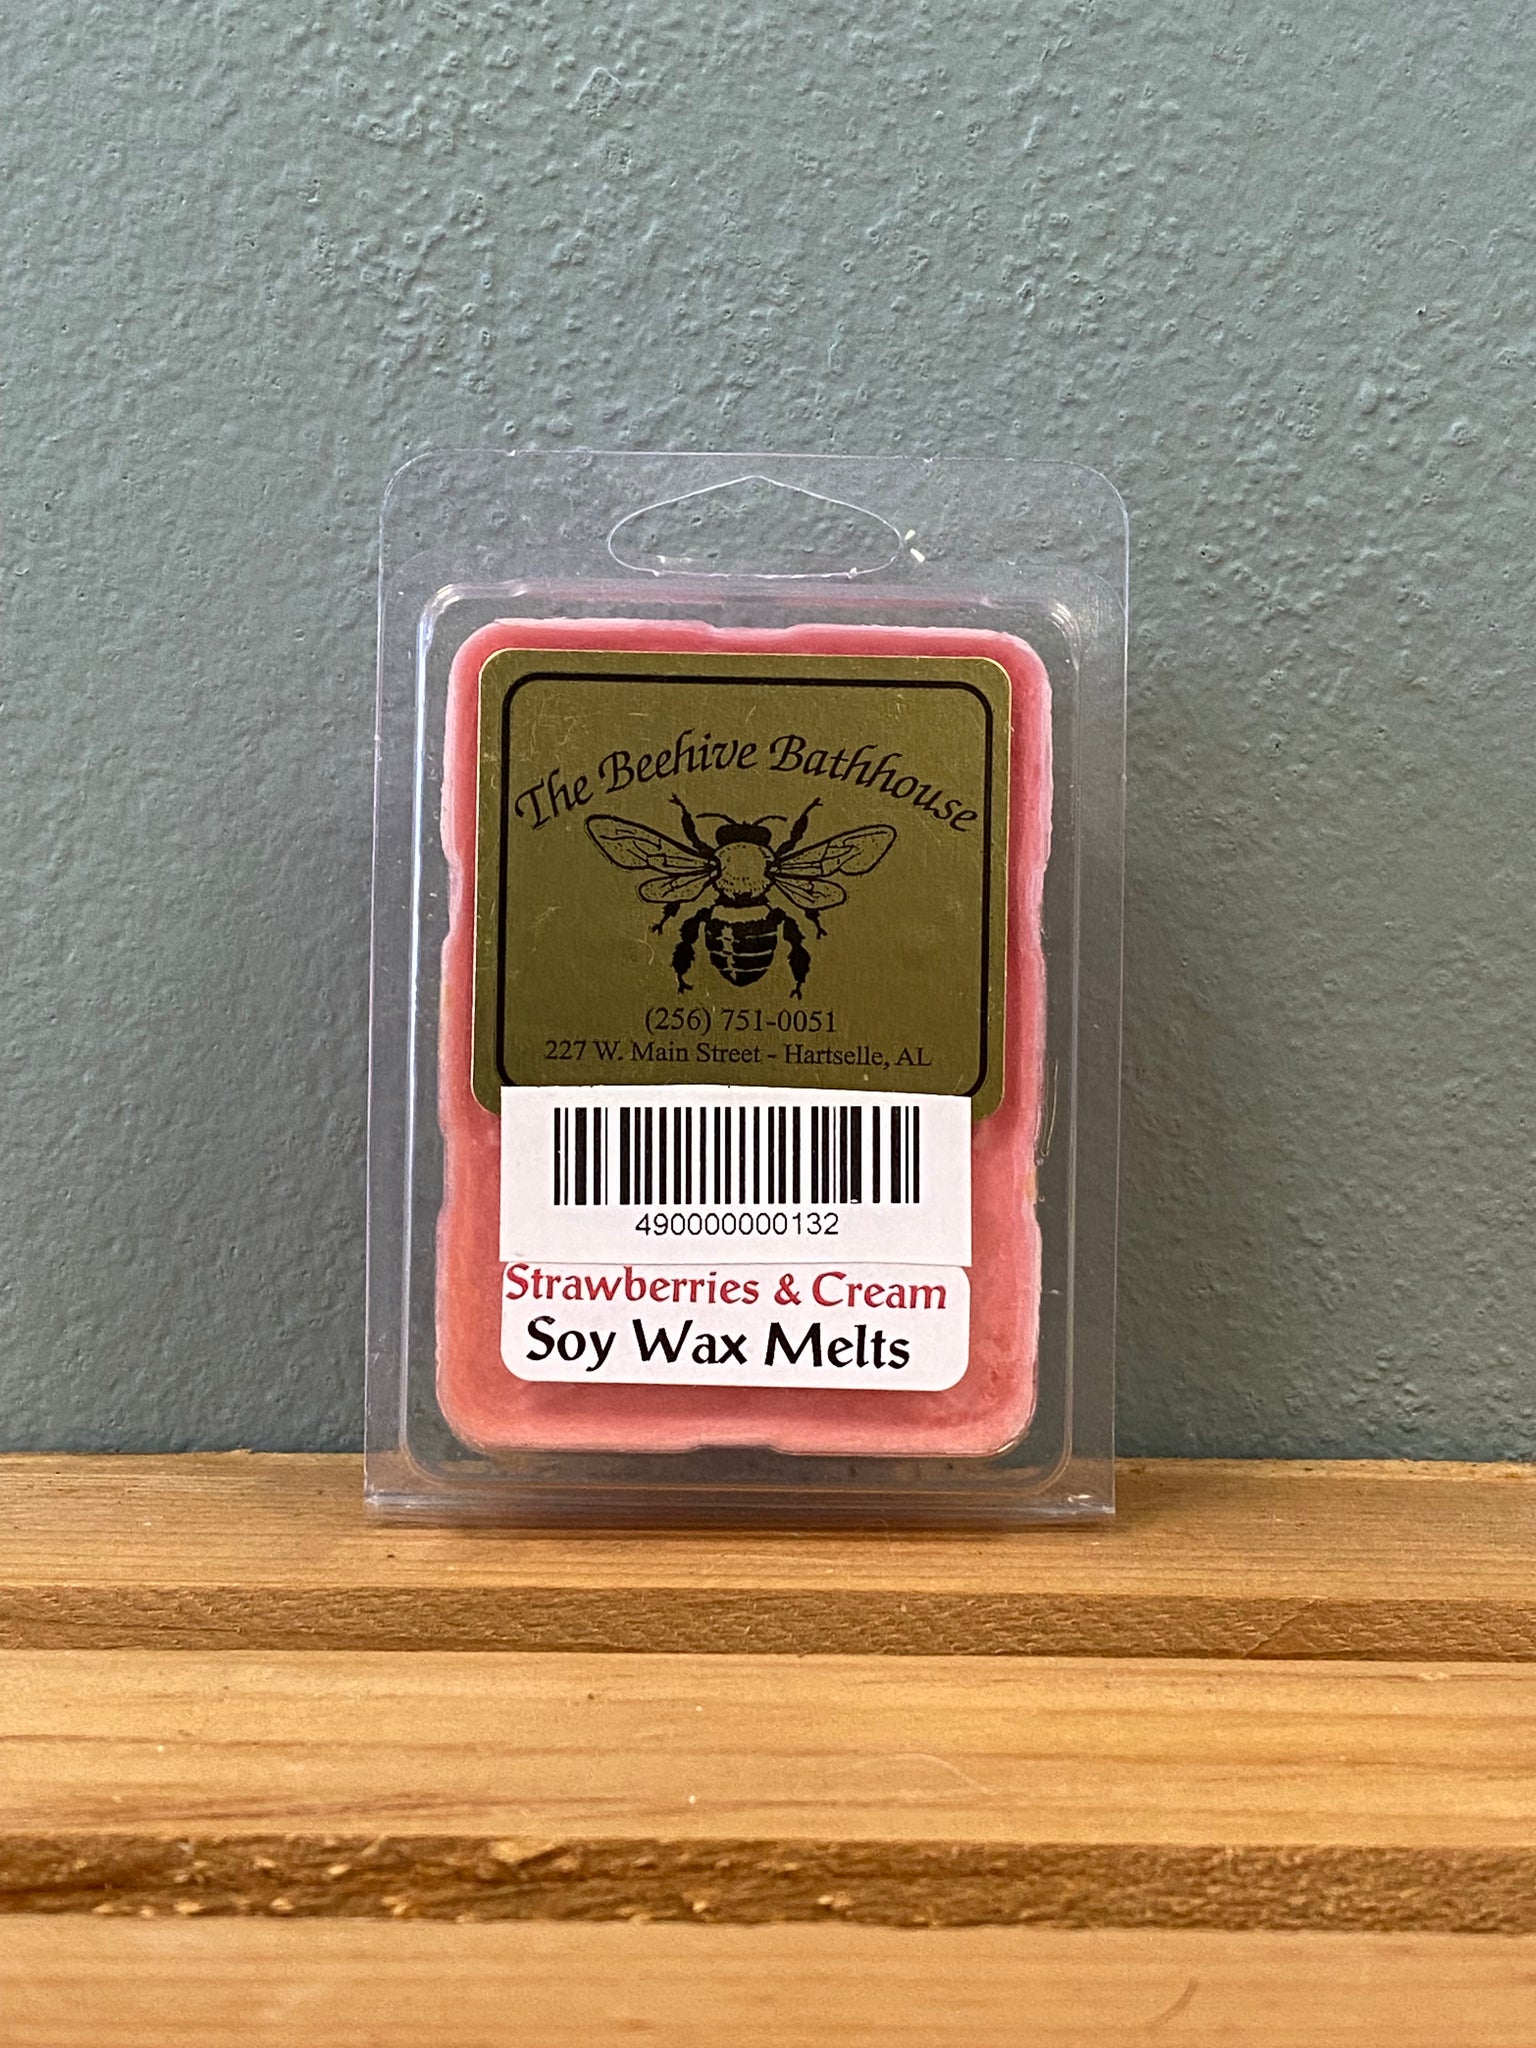 The Beehive Bathhouse
(256) 751-0051
227 W. Main Street - Hartselle, AL
490000000132
Strawberries & Cream
Soy Wax Melts